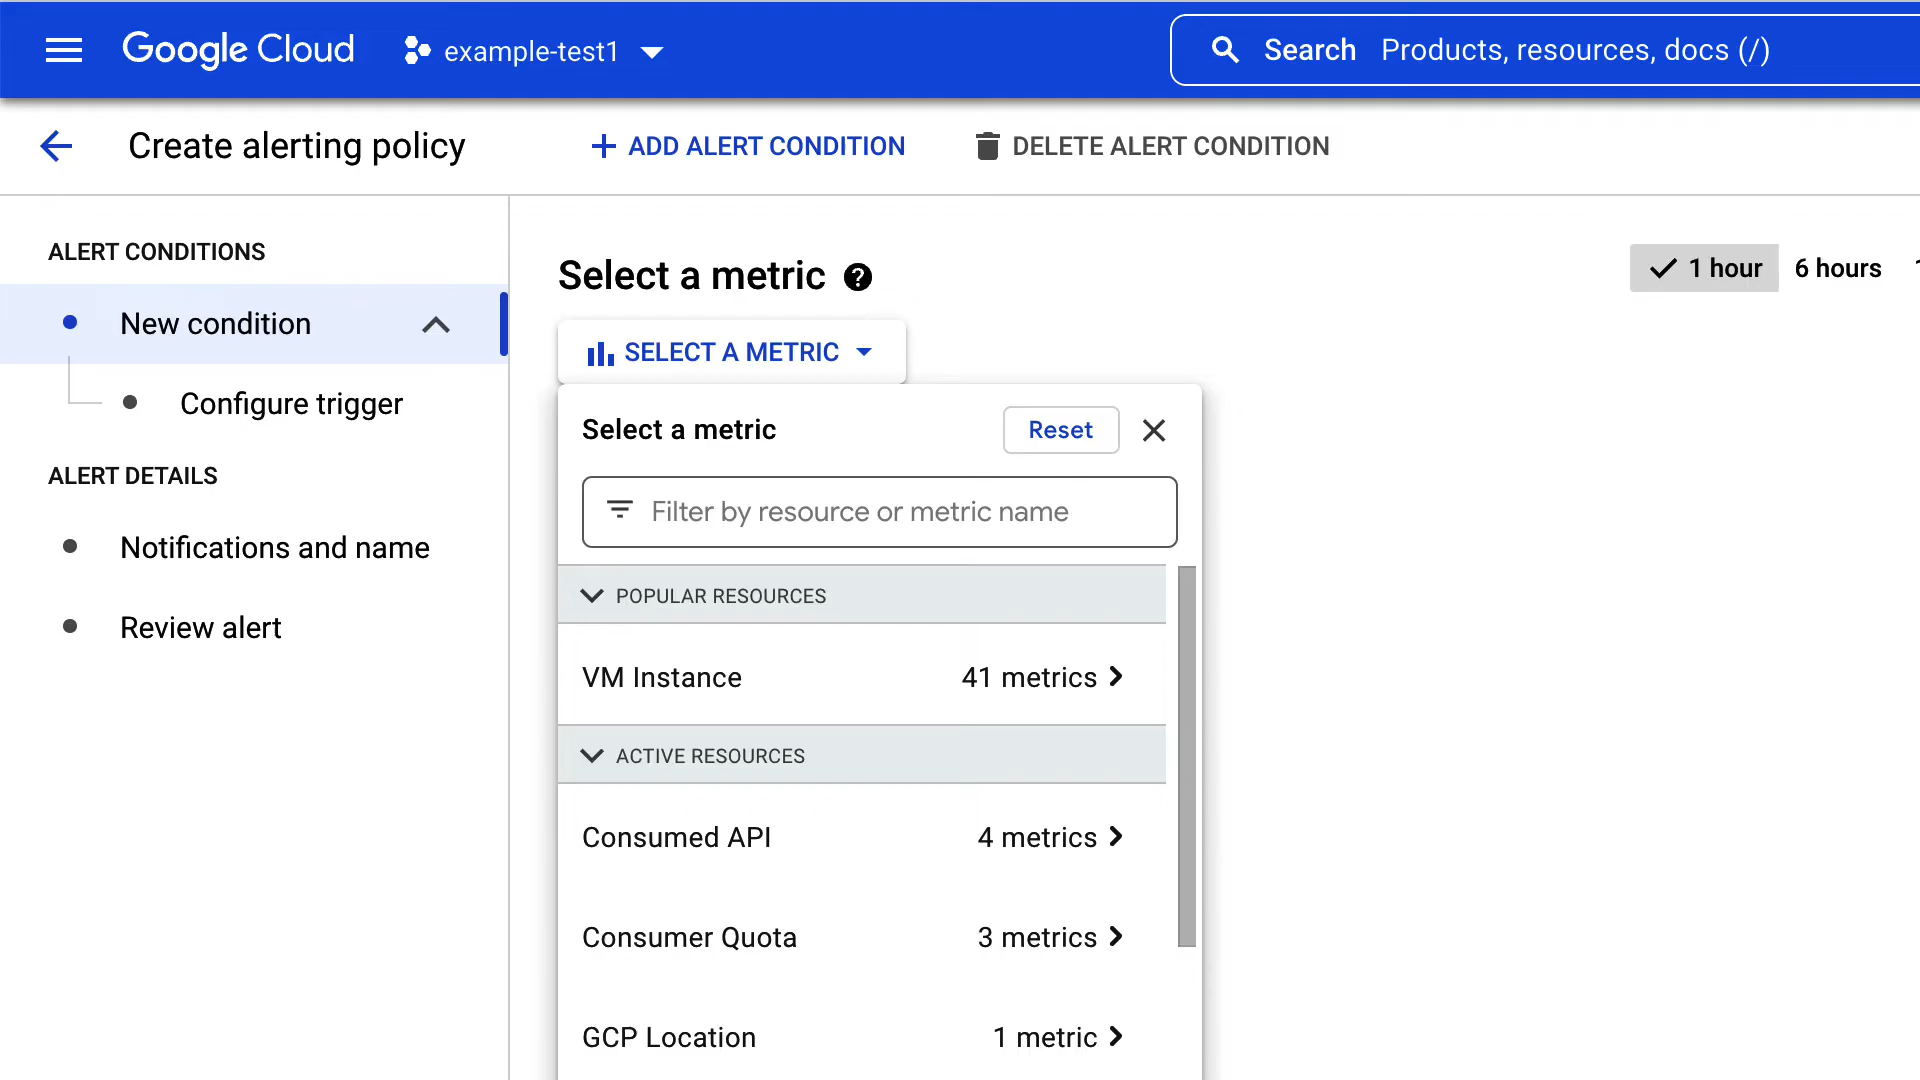 Google Cloud example-test1 Search Products, resources, docs (/)
Create alerting policy ADD ALERT CONDITION DELETE ALERT CONDITION
ALERT CONDITIONS
New condition
Configure trigger
ALERT DETAILS
Notifications and name
Review alert
Select a metric
1 hour 6 hours
SELECT A METRIC
Select a metric Reset
Filter by resource or metric name
POPULAR RESOURCES
VM Instance 41 metrics
ACTIVE RESOURCES
Consumed API 4 metrics
Consumer Quota 3 metrics
GCP Location 1 metric